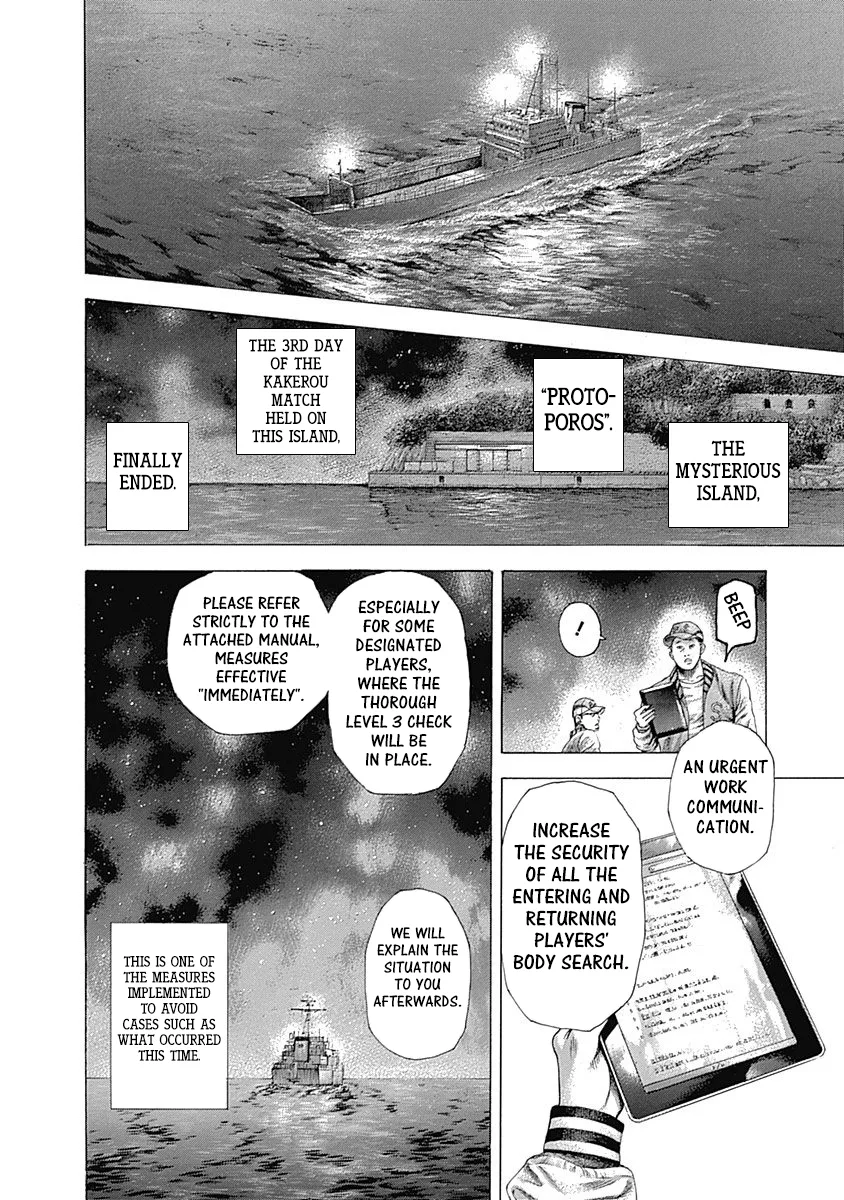 THE
MYSTERIOUS
ISLAND,
"PROTO-
POROS".
THE 3RD DAY
OF THE
KAKEROU
MATCH
HELD ON
THIS ISLAND,
FINALLY
ENDED.
BEEP
!
AN URGENT
WORK
COMMUNI-
CATION.
INCREASE
THE SECURITY
OF ALL THE
ENTERING AND
RETURNING
PLAYERS'
BODY SEARCH.
ESPECIALLY
FOR SOME
DESIGNATED
PLAYERS,
WHERE THE
THOROUGH
LEVEL 3 CHECK
WILL BE
IN PLACE.
PLEASE REFER
STRICTLY TO THE
ATTACHED MANUAL,
MEASURES
EFFECTIVE
"IMMEDIATELY".
WE WILL
EXPLAIN THE
SITUATION
TO YOU
AFTERWARDS.
THIS IS ONE OF
THE MEASURES
IMPLEMENTED
TO AVOID
CASES SUCH AS
WHAT OCCURRED
THIS TIME.